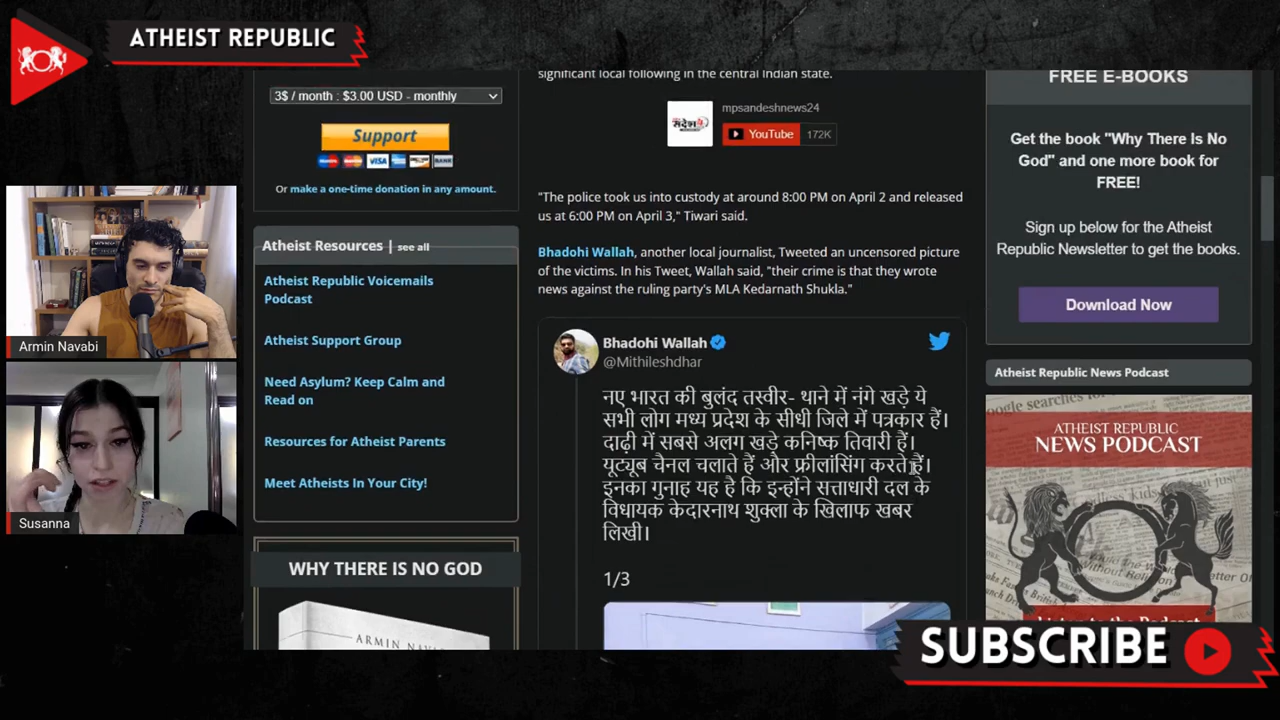 ATHEIST REPUBLIC
Armin Navabi
Susanna
3$ / month : $3.00 USD - monthly
Support
VISA
Or make a one-time donation in any amount.
Atheist Resources | see all
Atheist Republic Voicemails
Podcast
Atheist Support Group
Need Asylum? Keep Calm and
Read on
Resources for Atheist Parents
Meet Atheists In Your City!
WHY THERE IS NO GOD
significant local following in the central Indian state.
mpsandeshnews24
YouTube 172K
"The police took us into custody at around 8:00 PM on April 2 and released
us at 6:00 PM on April 3," Tiwari said.
Bhadohi Wallah, another local journalist, Tweeted an uncensored picture
of the victims. In his Tweet, Wallah said, "their crime is that they wrote
news against the ruling party's MLA Kedarnath Shukla."
Bhadohi Wallah
@Mithileshdhar
नए भारत की बुलंद तस्वीर- थाने में नंगे खड़े ये
सभी लोग मध्य प्रदेश के सीधी जिले में पत्रकार हैं।
दाढ़ी में सबसे अलग खड़े कनिष्क तिवारी हैं।
यूट्यूब चैनल चलाते हैं और फ्रीलांसिंग करते हैं।
इनका गुनाह यह है कि इन्होंने सत्ताधारी दल के
विधायक केदारनाथ शुक्ला के खिलाफ खबर
लिखी।
1/3
FREE E-BOOKS
Get the book "Why There Is No
God" and one more book for
FREE!
Sign up below for the Atheist
Republic Newsletter to get the books.
Download Now
Atheist Republic News Podcast
ATHEIST REPUBLIC
NEWS PODCAST
SUBSCRIBE